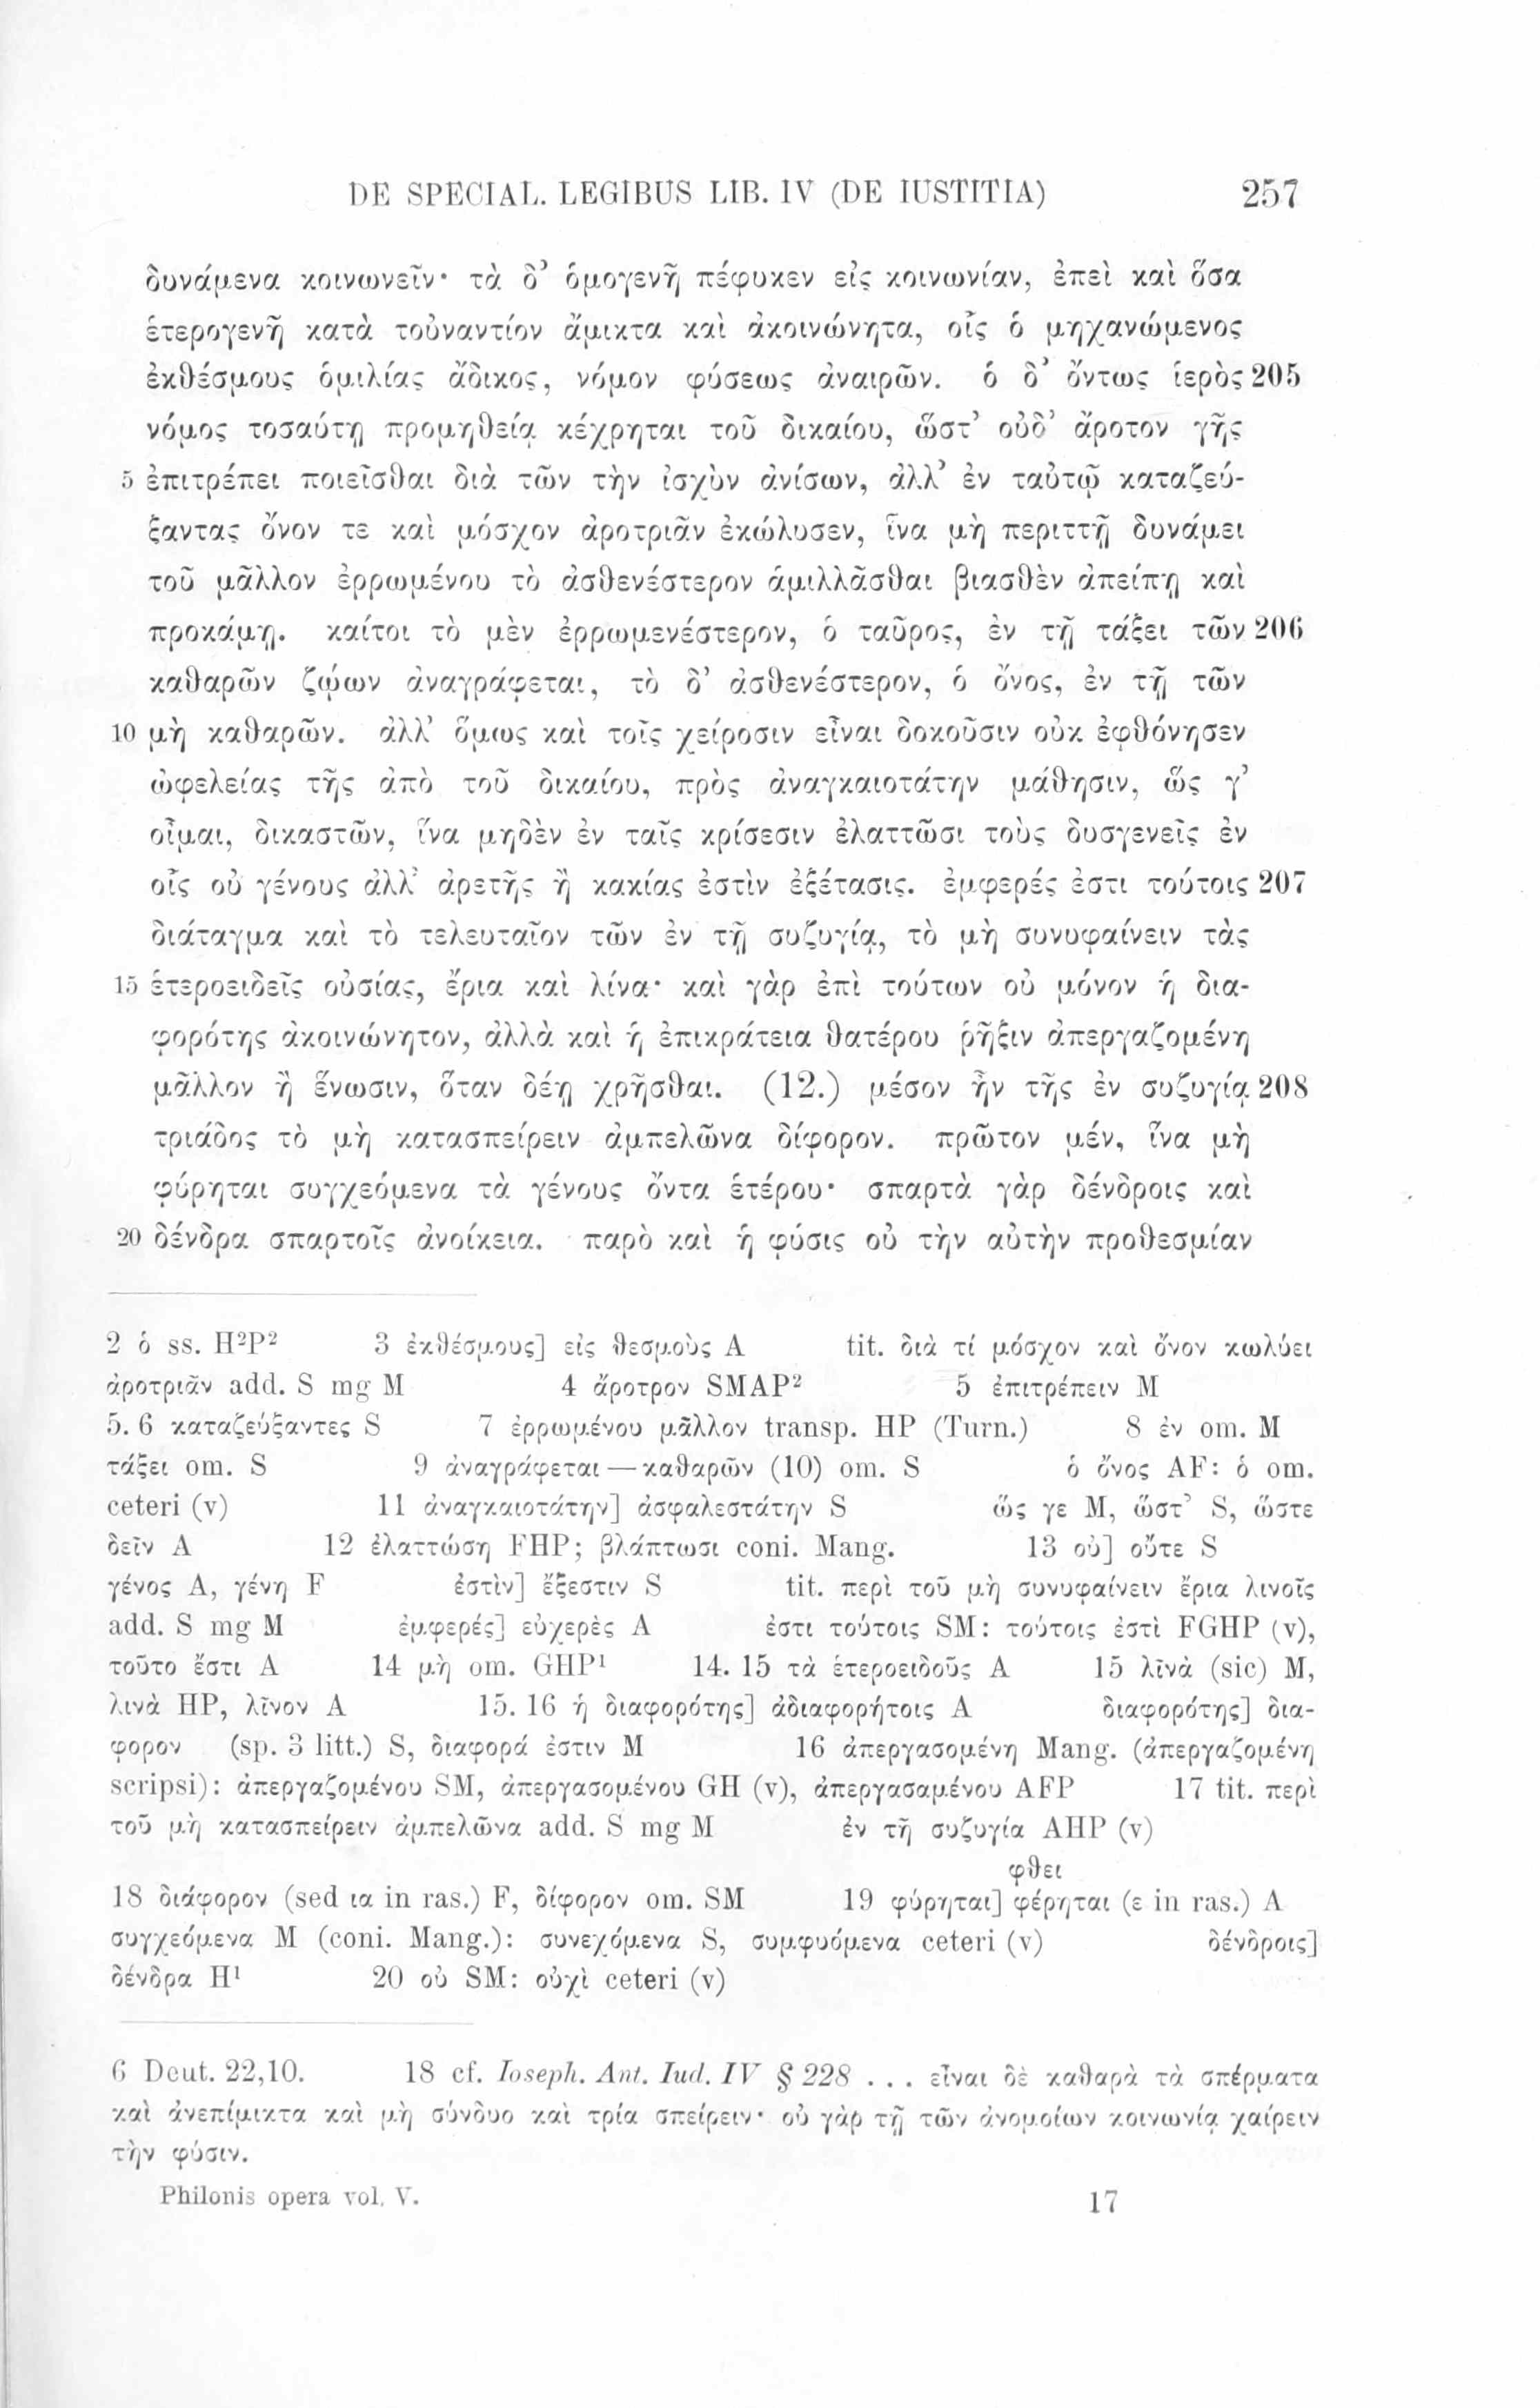 DE SPECIAL. LEGIBUS LIB. IV (DE IUSTITIA) 257
δυνάμενα κοινωνεῖν· τὰ δ’ ὁμογενῆ πέφυκεν εἰς κοινωνίαν, ἐπεὶ καὶ ὅσα
ἑτερογενῆ κατὰ τοὐναντίον ἄμικτα καὶ ἀκοινώνητα, οἷς ὁ μηχανώμενος
ἐκθέσμους ὁμιλίας ἄδικος, νόμον φύσεως ἀναιρῶν. ὁ δ’ ὄντως ἱερὸς 205
νόμος τοσαύτῃ προμηθείᾳ κέχρηται τοῦ δικαίου, ὥστ’ οὐδ’ ἄροτον γῆς
5 ἐπιτρέπει ποιεῖσθαι διὰ τῶν τὴν ἰσχὺν ἀνίσων, ἀλλ’ ἐν ταὐτῷ καταζεύ-
ξαντας ὄνον τε καὶ μόσχον ἀροτριᾶν ἐκώλυσεν, ἵνα μὴ περιττῇ δυνάμει
τοῦ μᾶλλον ἐρρωμένου τὸ ἀσθενέστερον ἁμιλλᾶσθαι βιασθὲν ἀπείπῃ καὶ
προκάμῃ. καίτοι τὸ μὲν ἐρρωμενέστερον, ὁ ταῦρος, ἐν τῇ τάξει τῶν 206
καθαρῶν ζῴων ἀναγράφεται, τὸ δ’ ἀσθενέστερον, ὁ ὄνος, ἐν τῇ τῶν
10 μὴ καθαρῶν. ἀλλ’ ὅμως καὶ τοῖς χείροσιν εἶναι δοκοῦσιν οὐκ ἐφθόνησεν
ὠφελείας τῆς ἀπὸ τοῦ δικαίου, πρὸς ἀναγκαιοτάτην μάθησιν, ὥς γ’
οἶμαι, δικαστῶν, ἵνα μηδὲν ἐν ταῖς κρίσεσιν ἐλαττῶσι τοὺς δυσγενεῖς ἐν
οἷς οὐ γένους ἀλλ’ ἀρετῆς ἢ κακίας ἐστὶν ἐξέτασις. ἐμφερές ἐστι τούτοις 207
διάταγμα καὶ τὸ τελευταῖον τῶν ἐν τῇ συζυγίᾳ, τὸ μὴ συνυφαίνειν τὰς
15 ἑτεροειδεῖς οὐσίας, ἔρια καὶ λίνα· καὶ γὰρ ἐπὶ τούτων οὐ μόνον ἡ δια-
φορότης ἀκοινώνητον, ἀλλὰ καὶ ἡ ἐπικράτεια θατέρου ῥῆξιν ἀπεργαζομένη
μᾶλλον ἢ ἕνωσιν, ὅταν δέῃ χρῆσθαι. (12.) μέσον ἦν τῆς ἐν συζυγίᾳ 208
τριάδος τὸ μὴ κατασπείρειν ἀμπελῶνα δίφορον. πρῶτον μέν, ἵνα μὴ
φύρηται συγχεόμενα τὰ γένους ὄντα ἑτέρου· σπαρτὰ γὰρ δένδροις καὶ
20 δένδρα σπαρτοῖς ἀνοίκεια. παρὸ καὶ ἡ φύσις οὐ τὴν αὐτὴν προθεσμίαν
2 ὁ ss. H²P² 3 ἐκθέσμους] εἰς θεσμοὺς A tit. διὰ τί μόσχον καὶ ὄνον κωλύει
ἀροτριᾶν add. S mg M 4 ἄροτρον SMAP² 5 ἐπιτρέπειν M
5. 6 καταζεύξαντες S 7 ἐρρωμένου μᾶλλον transp. HP (Turn.) 8 ἐν om. M
τάξει om. S 9 ἀναγράφεται — καθαρῶν (10) om. S ὁ ὄνος AF: ὁ om.
ceteri (v) 11 ἀναγκαιοτάτην] ἀσφαλεστάτην S ὥς γε M, ὥστ’ S, ὥστε
δεῖν A 12 ἐλαττώσῃ FHP; βλάπτωσι coni. Mang. 13 οὐ] οὔτε S
γένος A, γένη F ἐστὶν] ἔξεστιν S tit. περὶ τοῦ μὴ συνυφαίνειν ἔρια λινοῖς
add. S mg M ἐμφερές] εὐχερὲς A ἐστι τούτοις SM: τούτοις ἐστὶ FGHP (v),
τοῦτο ἔστι A 14 μὴ om. GHP¹ 14. 15 τὰ ἑτεροειδοῦς A 15 λῖνὰ (sic) M,
λινὰ HP, λῖνον A 15. 16 ἡ διαφορότης] ἀδιαφορήτοις A διαφορότης] δια-
φορον (sp. 3 litt.) S, διαφορά ἐστιν M 16 ἀπεργασομένη Mang. (ἀπεργαζομένη
scripsi): ἀπεργαζομένου SM, ἀπεργασομένου GH (v), ἀπεργασαμένου AFP 17 tit. περὶ
τοῦ μὴ κατασπείρειν ἀμπελῶνα add. S mg M ἐν τῇ συζυγία AHP (v)
φθει
18 διάφορον (sed ια in ras.) F, δίφορον om. SM 19 φύρηται] φέρηται (ε in ras.) A
συγχεόμενα M (coni. Mang.): συνεχόμενα S, συμφυόμενα ceteri (v) δένδροις]
δένδρα H¹ 20 οὐ SM: οὐχὶ ceteri (v)
6 Deut. 22,10. 18 cf. Ioseph. Ant. Iud. IV § 228 . . . εἶναι δὲ καθαρὰ τὰ σπέρματα
καὶ ἀνεπίμικτα καὶ μὴ σύνδυο καὶ τρία σπείρειν· οὐ γὰρ τῇ τῶν ἀνομοίων κοινωνίᾳ χαίρειν
τὴν φύσιν.
Philonis opera vol. V. 17